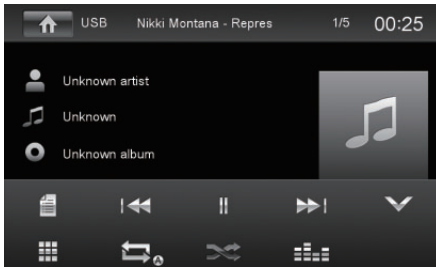 USB Nikki Montana - Repres 1/5 00:25
Unknown artist
Unknown
Unknown album
A